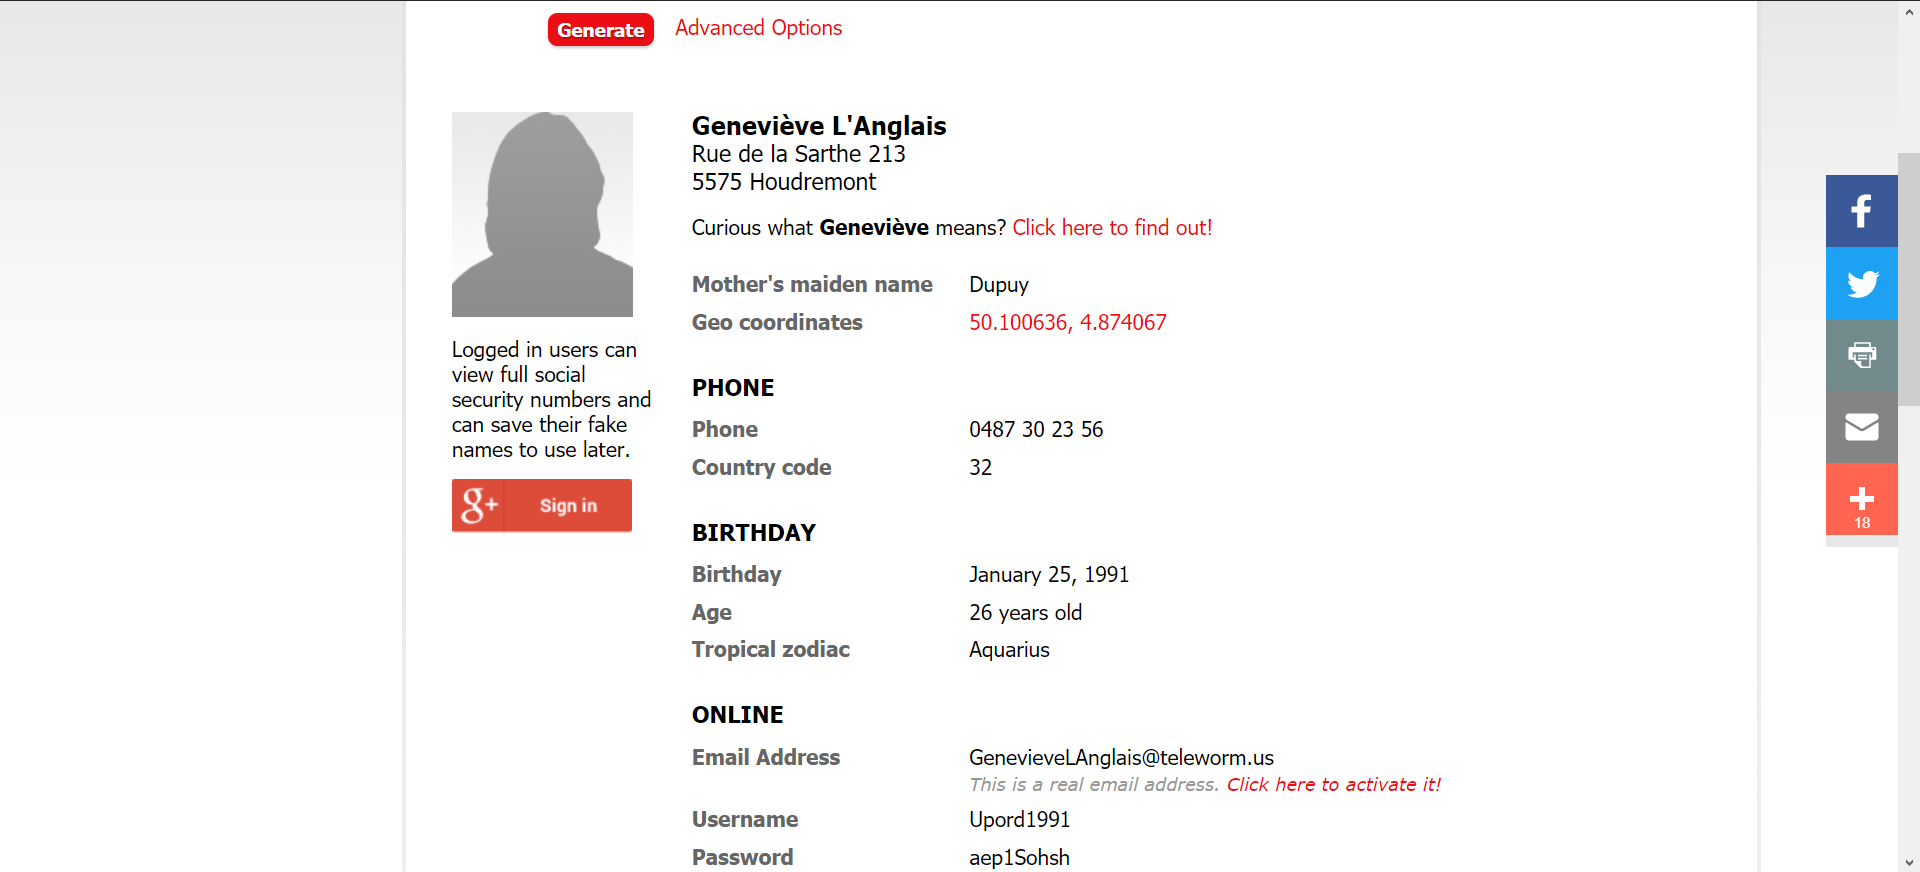 Generate Advanced Options
Geneviève L'Anglais
Rue de la Sarthe 213
5575 Houdremont
Curious what Geneviève means? Click here to find out!
Mother's maiden name Dupuy
Geo coordinates 50.100636, 4.874067
Logged in users can
view full social
security numbers and
can save their fake
names to use later.
g+ Sign in
PHONE
Phone 0487 30 23 56
Country code 32
BIRTHDAY
Birthday January 25, 1991
Age 26 years old
Tropical zodiac Aquarius
ONLINE
Email Address GenevieveLAnglais@teleworm.us
This is a real email address. Click here to activate it!
Username Upord1991
Password aep1Sohsh
18